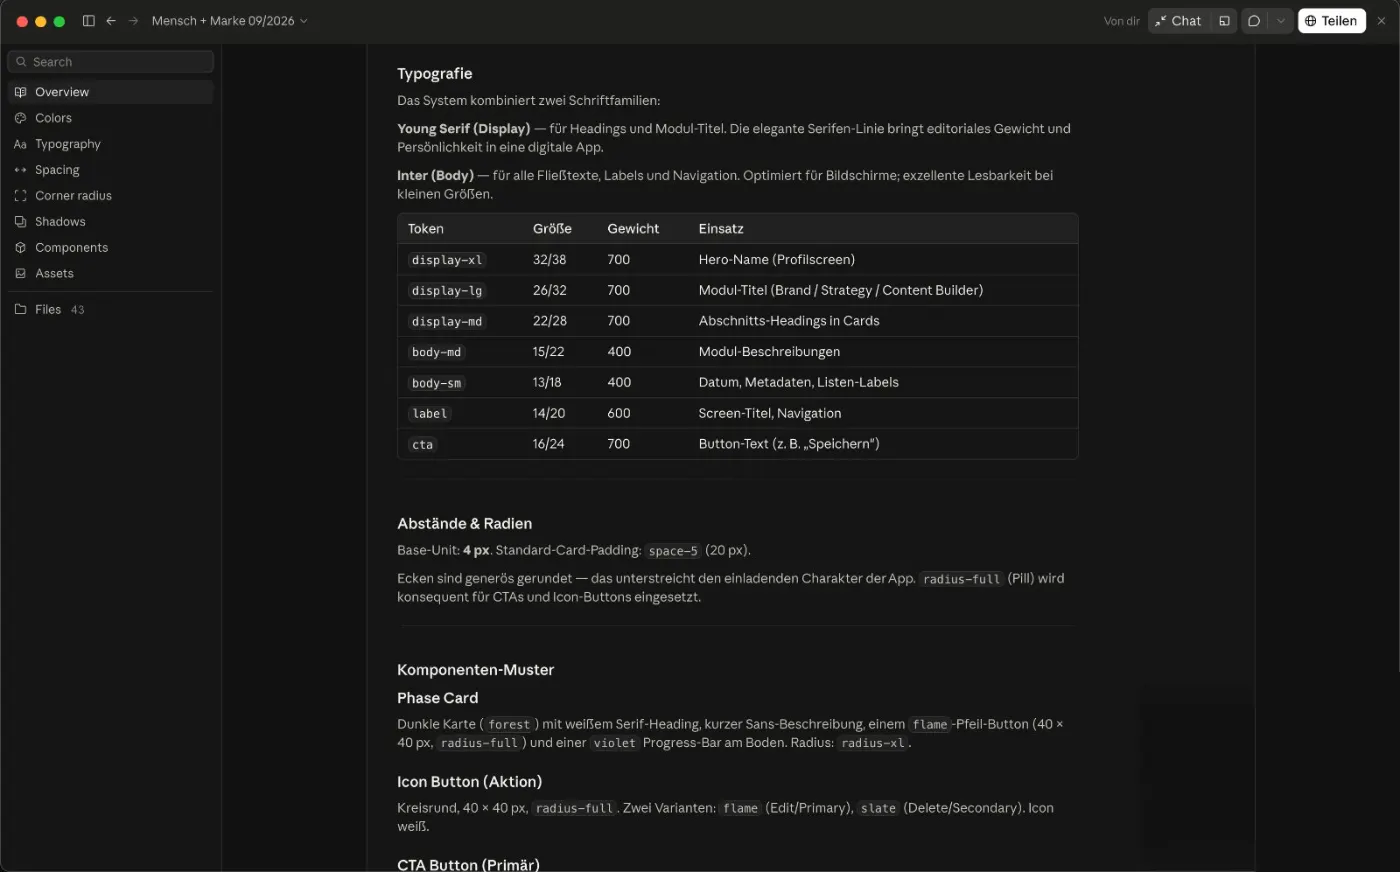 Mensch + Marke 09/2026
Von dir
Chat
Teilen
Search
Overview
Colors
Aa Typography
Spacing
Corner radius
Shadows
Components
Assets
Files 43
Typografie
Das System kombiniert zwei Schriftfamilien:
Young Serif (Display) — für Headings und Modul-Titel. Die elegante Serifen-Linie bringt editoriales Gewicht und
Persönlichkeit in eine digitale App.
Inter (Body) — für alle Fließtexte, Labels und Navigation. Optimiert für Bildschirme; exzellente Lesbarkeit bei
kleinen Größen.
Token Größe Gewicht Einsatz
display-xl 32/38 700 Hero-Name (Profilscreen)
display-lg 26/32 700 Modul-Titel (Brand / Strategy / Content Builder)
display-md 22/28 700 Abschnitts-Headings in Cards
body-md 15/22 400 Modul-Beschreibungen
body-sm 13/18 400 Datum, Metadaten, Listen-Labels
label 14/20 600 Screen-Titel, Navigation
cta 16/24 700 Button-Text (z. B. „Speichern“)
Abstände & Radien
Base-Unit: 4 px. Standard-Card-Padding: space-5 (20 px).
Ecken sind generös gerundet — das unterstreicht den einladenden Charakter der App. radius-full (Pill) wird
konsequent für CTAs und Icon-Buttons eingesetzt.
Komponenten-Muster
Phase Card
Dunkle Karte (forest) mit weißem Serif-Heading, kurzer Sans-Beschreibung, einem flame-Pfeil-Button (40 ×
40 px, radius-full) und einer violet Progress-Bar am Boden. Radius: radius-xl.
Icon Button (Aktion)
Kreisrund, 40 × 40 px, radius-full. Zwei Varianten: flame (Edit/Primary), slate (Delete/Secondary). Icon
weiß.
CTA Button (Primär)